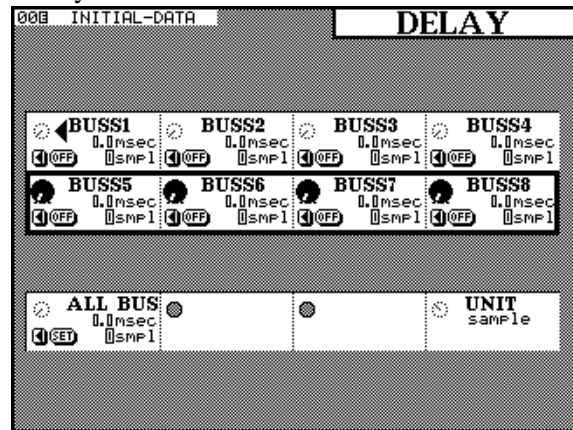 00 INITIAL-DATA
DELAY
BUSS1 BUSS2 BUSS3 BUSS4
0.0msec 0.0msec 0.0msec 0.0msec
OFF 0smpl OFF 0smpl OFF 0smpl OFF 0smpl
BUSS5 BUSS6 BUSS7 BUSS8
0.0msec 0.0msec 0.0msec 0.0msec
OFF 0smpl OFF 0smpl OFF 0smpl OFF 0smpl
ALL BUS UNIT
0.0msec sample
SET 0smpl